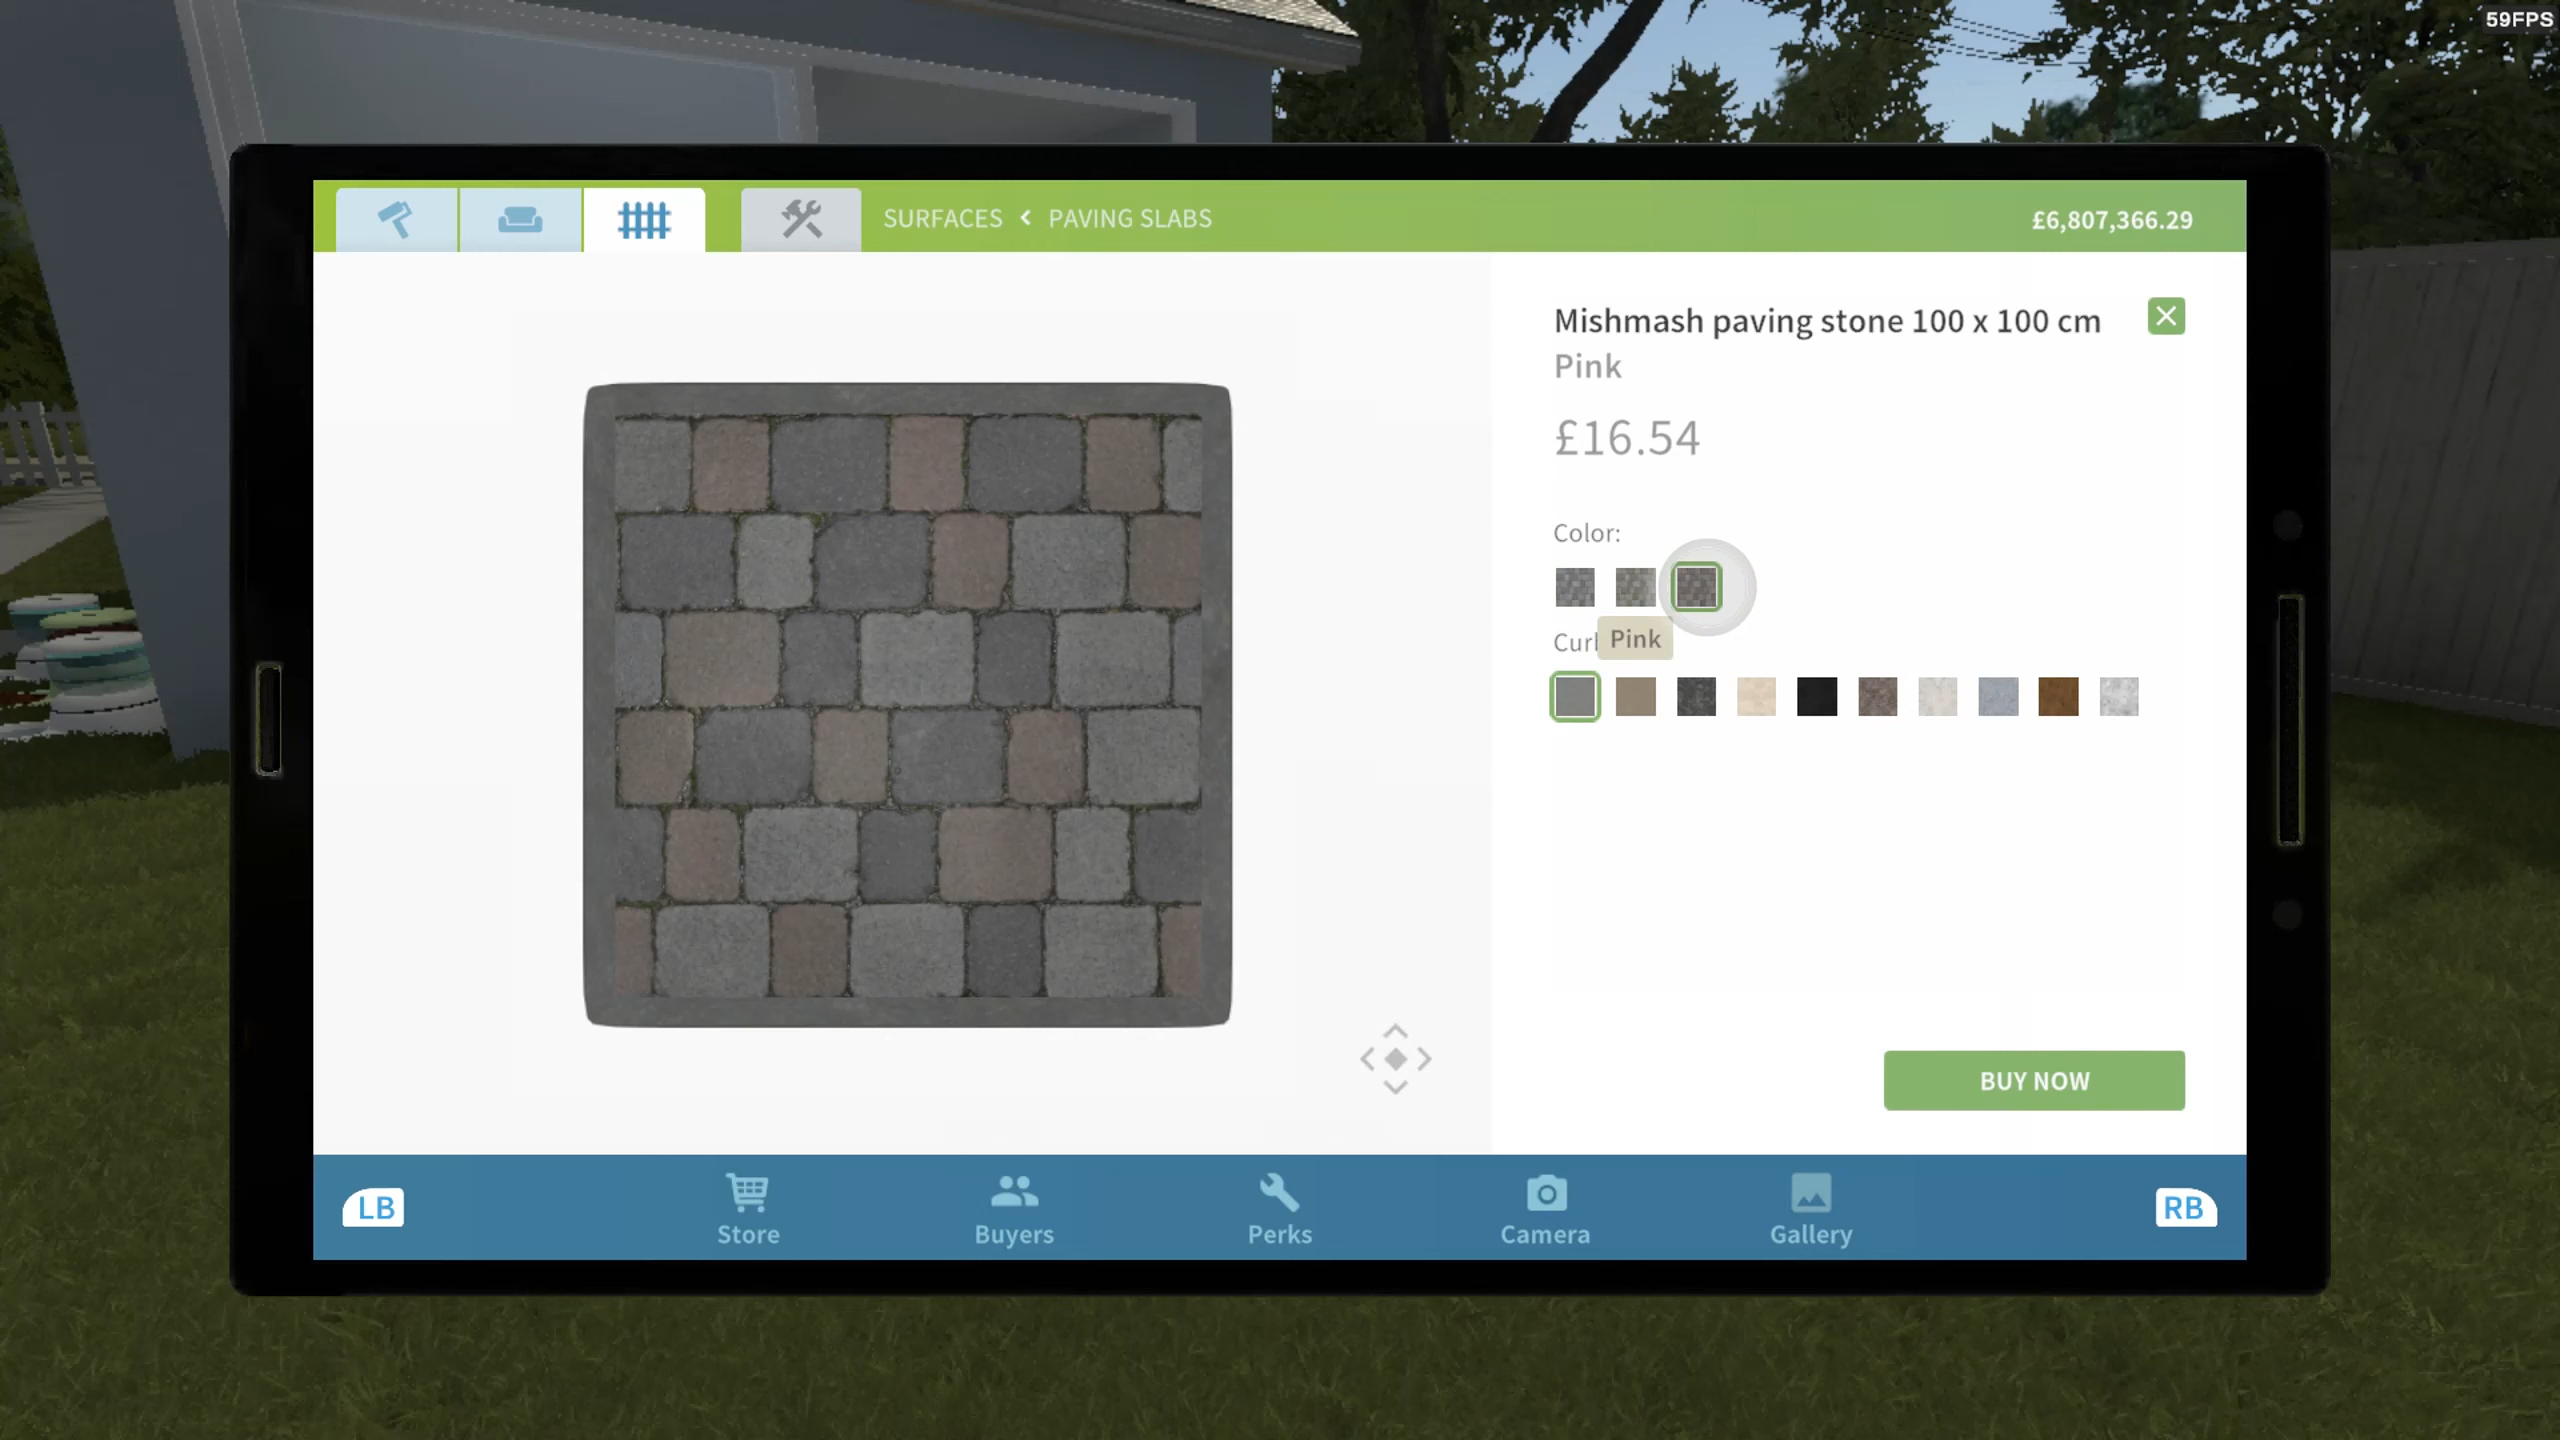 59FPS
SURFACES < PAVING SLABS
£6,807,366.29
Mishmash paving stone 100 x 100 cm
Pink
£16.54
Color:
Pink
BUY NOW
LB
Store
Buyers
Perks
Camera
Gallery
RB